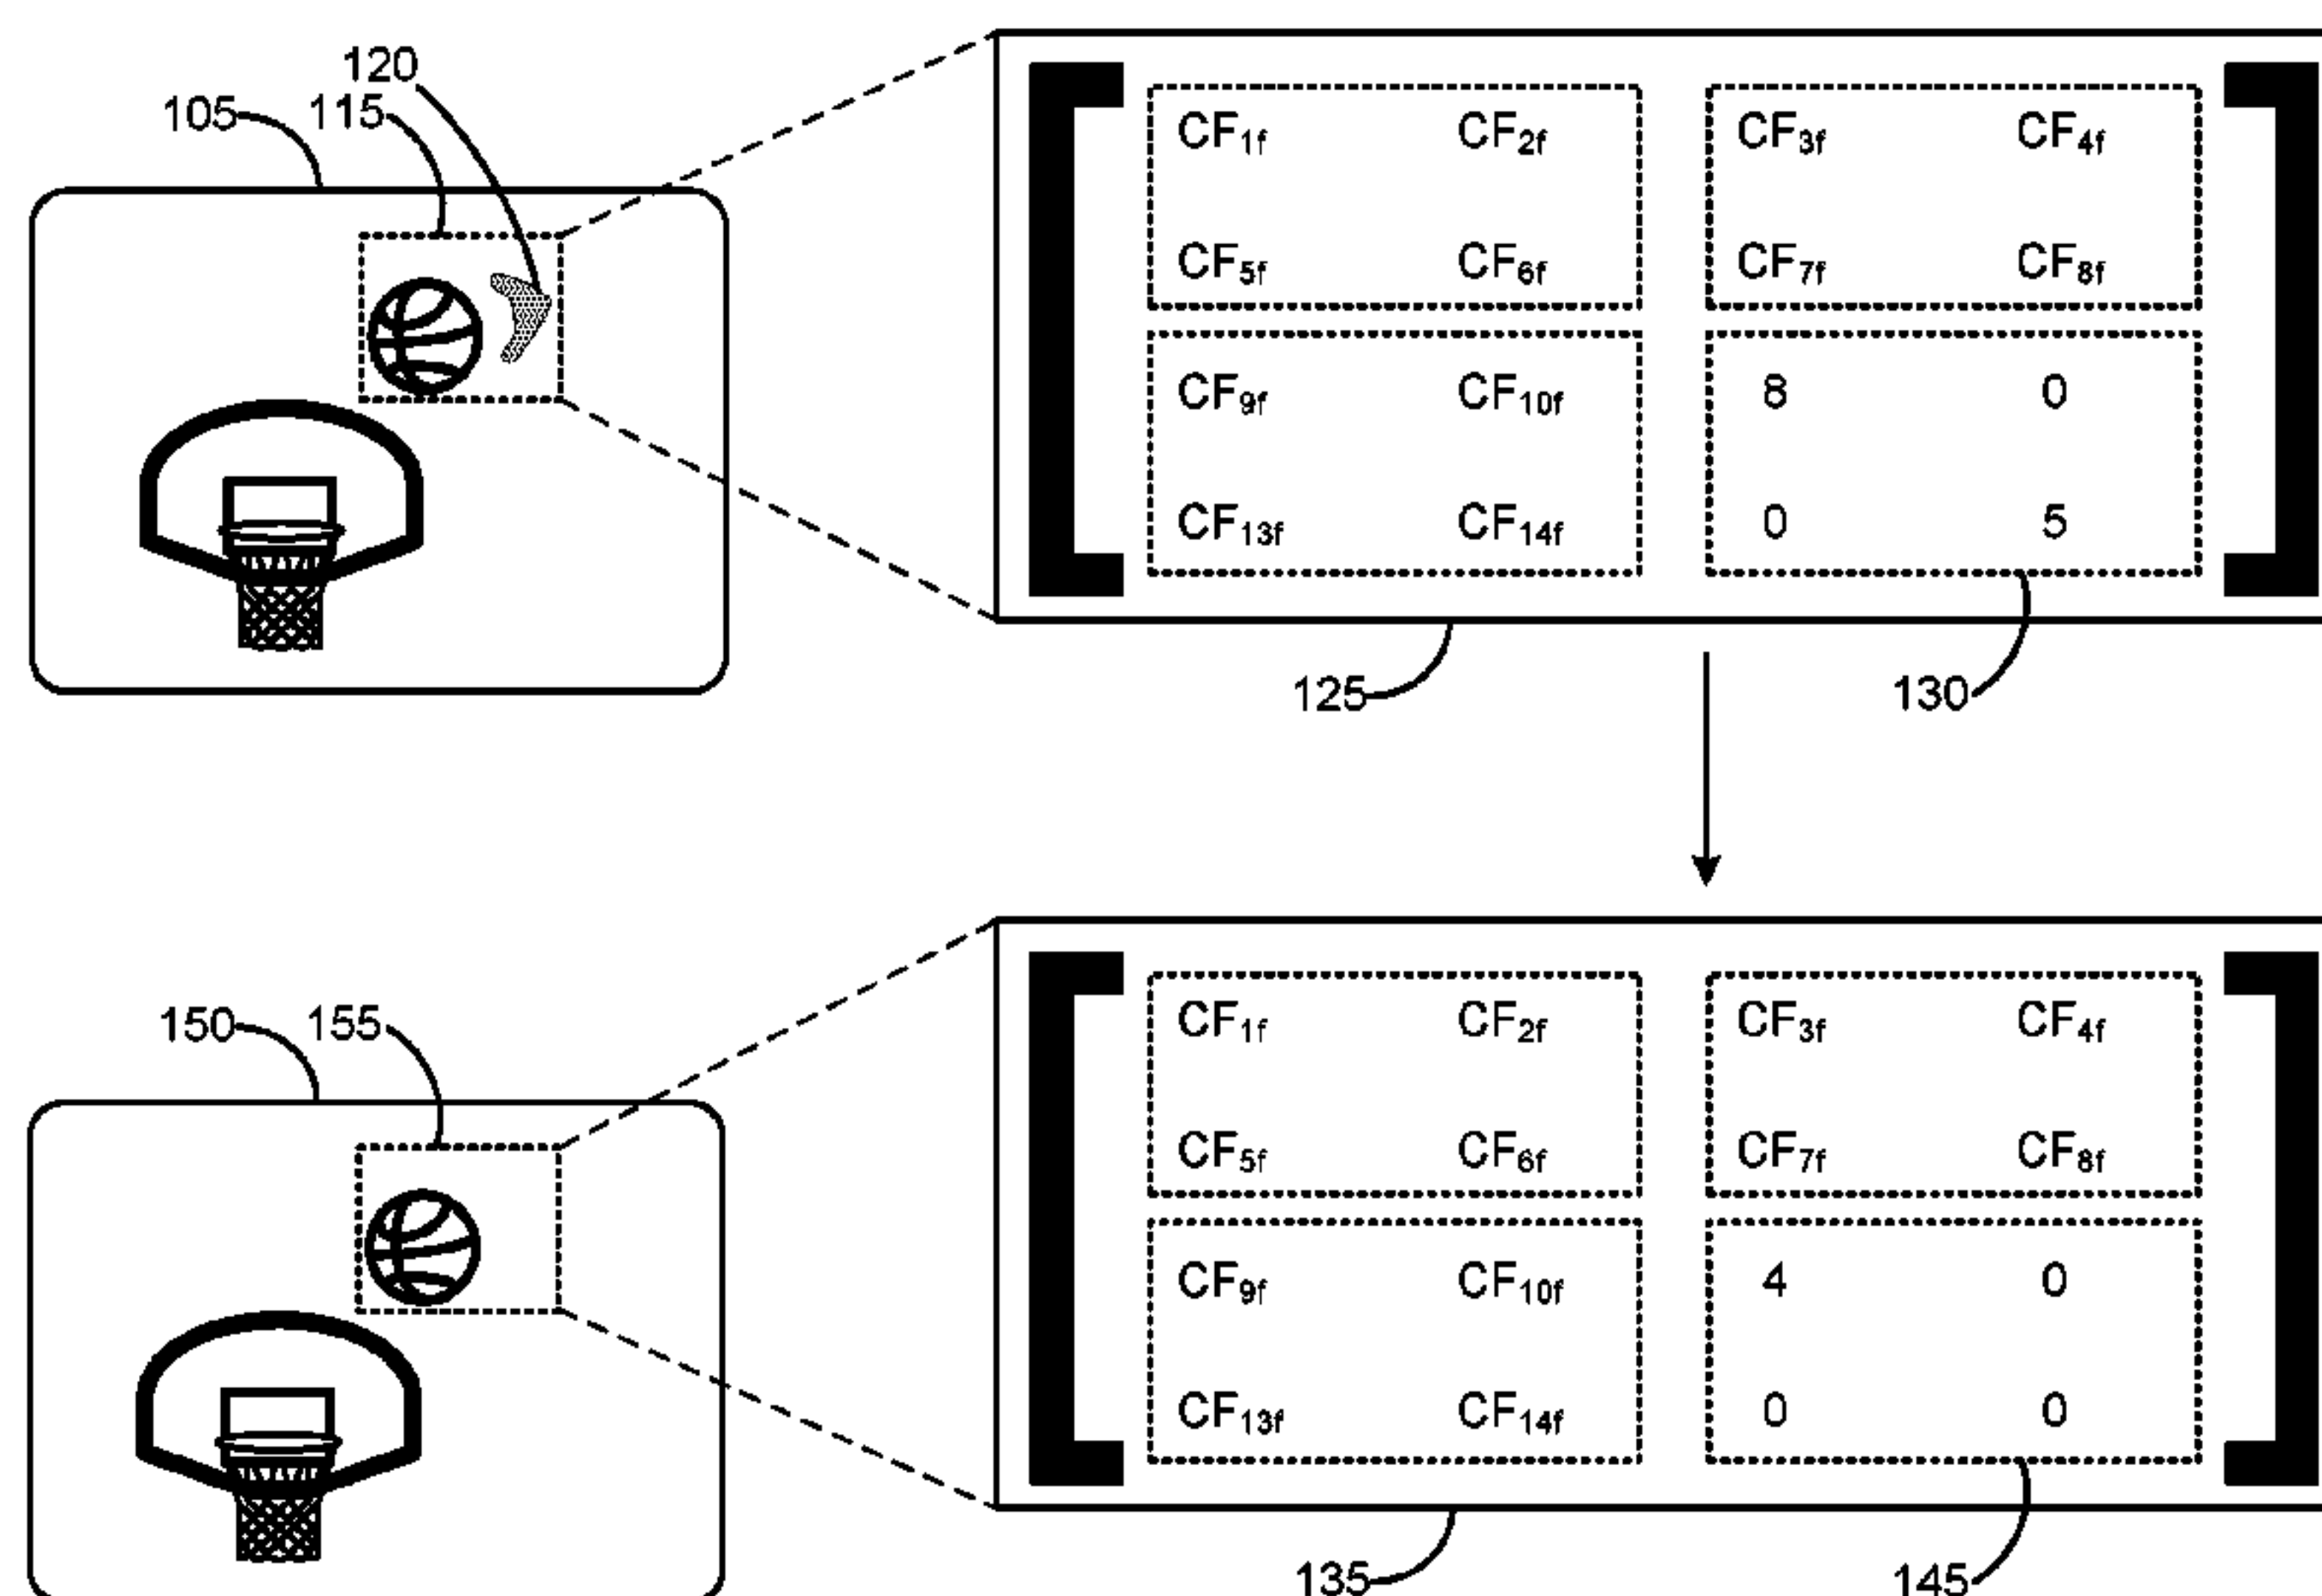 120
105 115
CF1f CF2f CF3f CF4f
CF5f CF6f CF7f CF8f
CF9f CF10f 8 0
CF13f CF14f 0 5
125 130
150 155
CF1f CF2f CF3f CF4f
CF5f CF6f CF7f CF8f
CF9f CF10f 4 0
CF13f CF14f 0 0
135 145